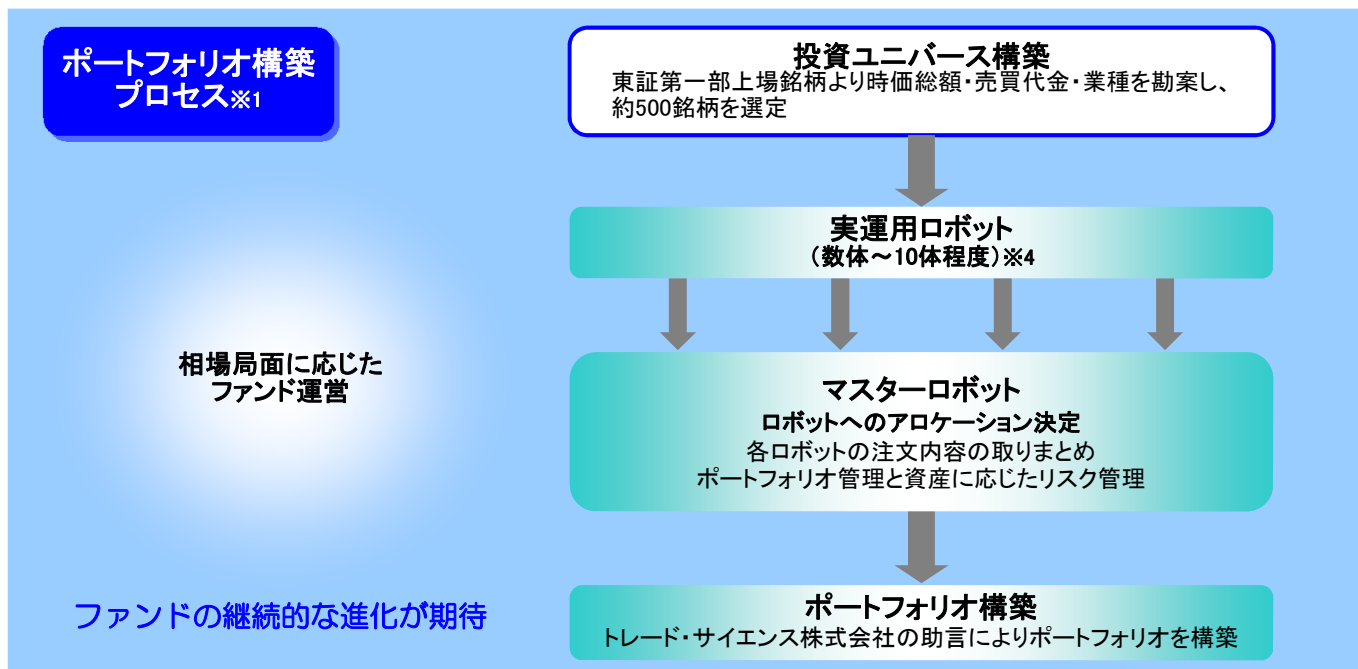 ポートフォリオ構築
プロセス※1
投資ユニバース構築
東証第一部上場銘柄より時価総額・売買代金・業種を勘案し、
約500銘柄を選定
実運用ロボット
（数体～10体程度）※4
相場局面に応じた
ファンド運営
マスターロボット
ロボットへのアロケーション決定
各ロボットの注文内容の取りまとめ
ポートフォリオ管理と資産に応じたリスク管理
ファンドの継続的な進化が期待
ポートフォリオ構築
トレード・サイエンス株式会社の助言によりポートフォリオを構築